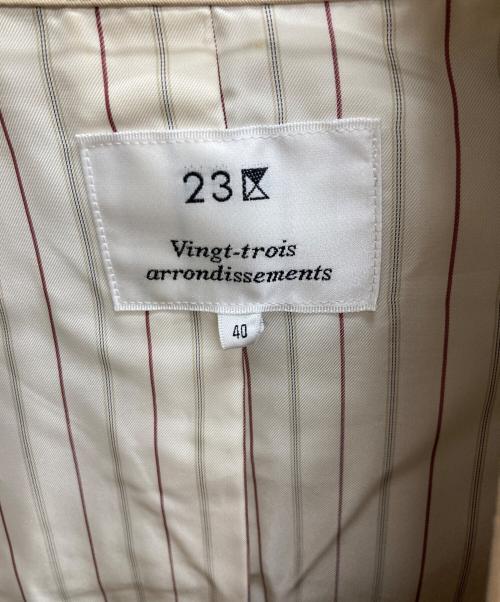 23区
Vingt-trois
arrondissements
40